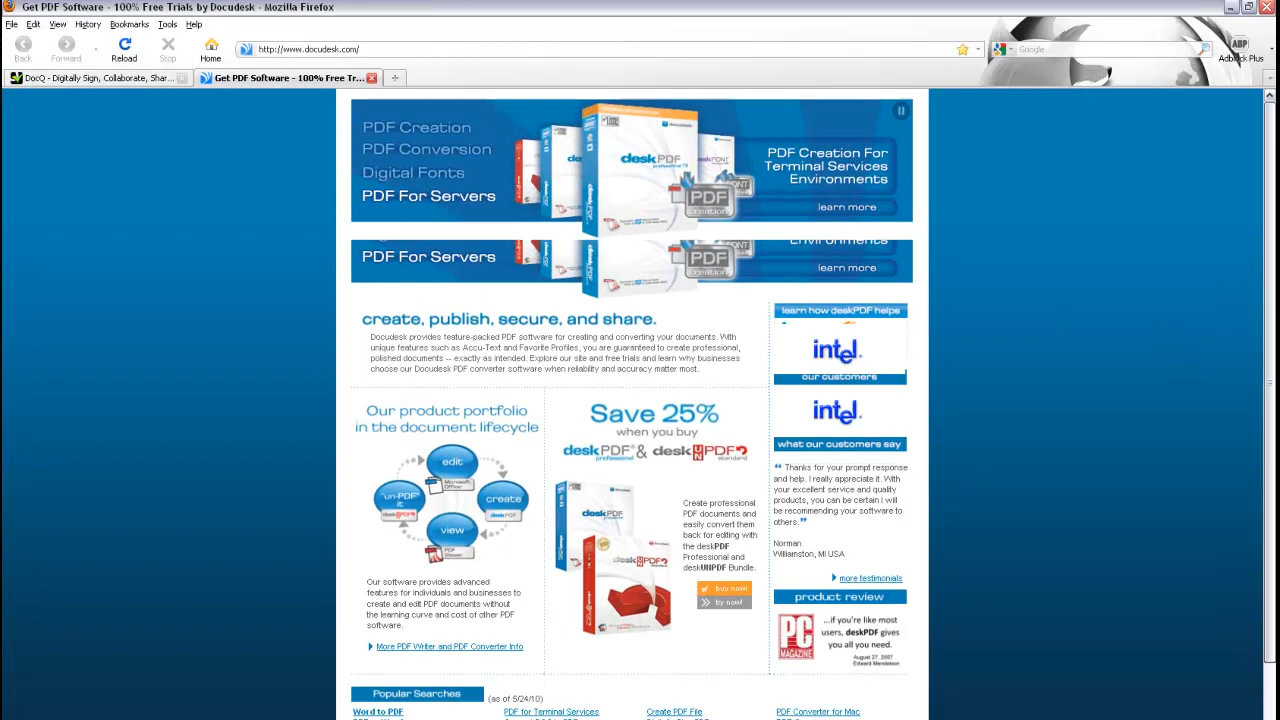 Get PDF Software - 100% Free Trials by Docudesk - Mozilla Firefox
File Edit View History Bookmarks Tools Help
Back Forward Reload Stop Home http://www.docudesk.com/ Google Adblock Plus
DocQ - Digitally Sign, Collaborate, Shar... Get PDF Software - 100% Free Tr...
PDF Creation
PDF Conversion
Digital Fonts
PDF For Servers
deskPDF
PDF creation
PDF Creation For
Terminal Services
Environments
learn more
PDF For Servers
creation
Environments
learn more
create, publish, secure, and share.
Docudesk provides feature-packed PDF software for creating and converting your documents. With
unique features such as Accu-Text and Favorite Profiles, you are guaranteed to create professional,
polished documents -- exactly as intended. Explore our site and free trials and learn why businesses
choose our Docudesk PDF converter software when reliability and accuracy matter most.
learn how deskPDF helps
intel
our customers
intel
what our customers say
Thanks for your prompt response
and help. I really appreciate it. With
your excellent service and quality
products, you can be certain I will
be recommending your software to
others.
Norman
Williamston, MI USA
more testimonials
product review
PC
MAGAZINE
...if you're like most
users, deskPDF gives
you all you need.
August 27, 2007
Edward Mendelson
Our product portfolio
in the document lifecycle
edit
Microsoft Office
"un-PDF" it
create
deskPDF
view
PDF Viewer
Our software provides advanced
features for individuals and businesses to
create and edit PDF documents without
the learning curve and cost of other PDF
software.
More PDF Writer and PDF Converter Info
Save 25%
when you buy
deskPDF professional & deskUNPDF standard
deskPDF
deskUNPDF
Create professional
PDF documents and
easily convert them
back for editing with
the deskPDF
Professional and
deskUNPDF Bundle.
buy now!
try now!
Popular Searches (as of 5/24/10)
Word to PDF PDF for Terminal Services Create PDF File PDF Converter for Mac